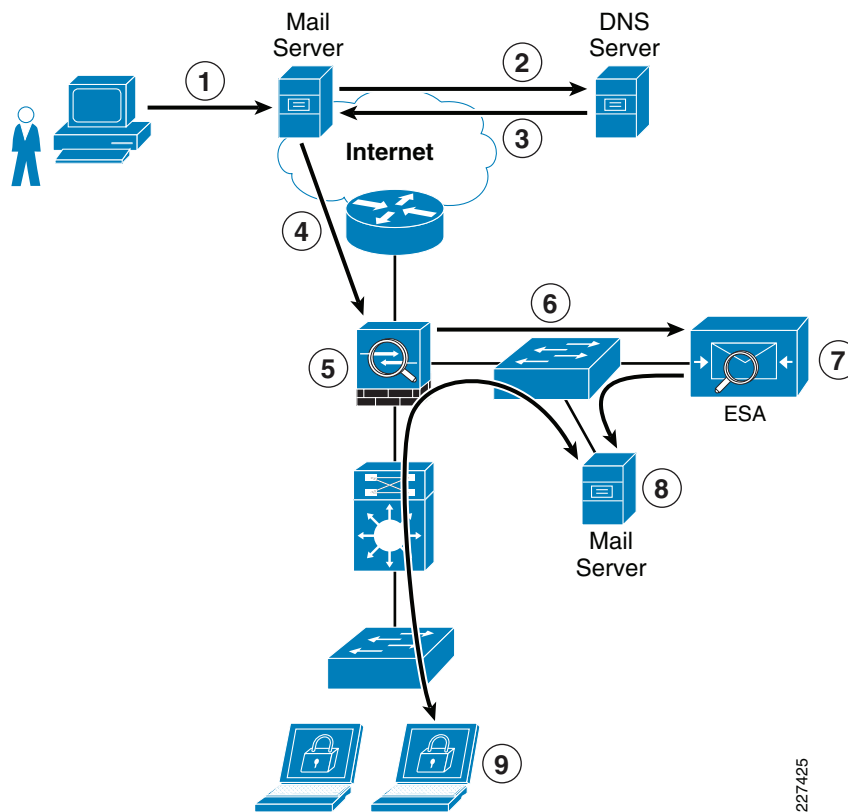 Mail
Server
DNS
Server
1
2
3
Internet
4
5
6
7
ESA
8
Mail
Server
9
227425